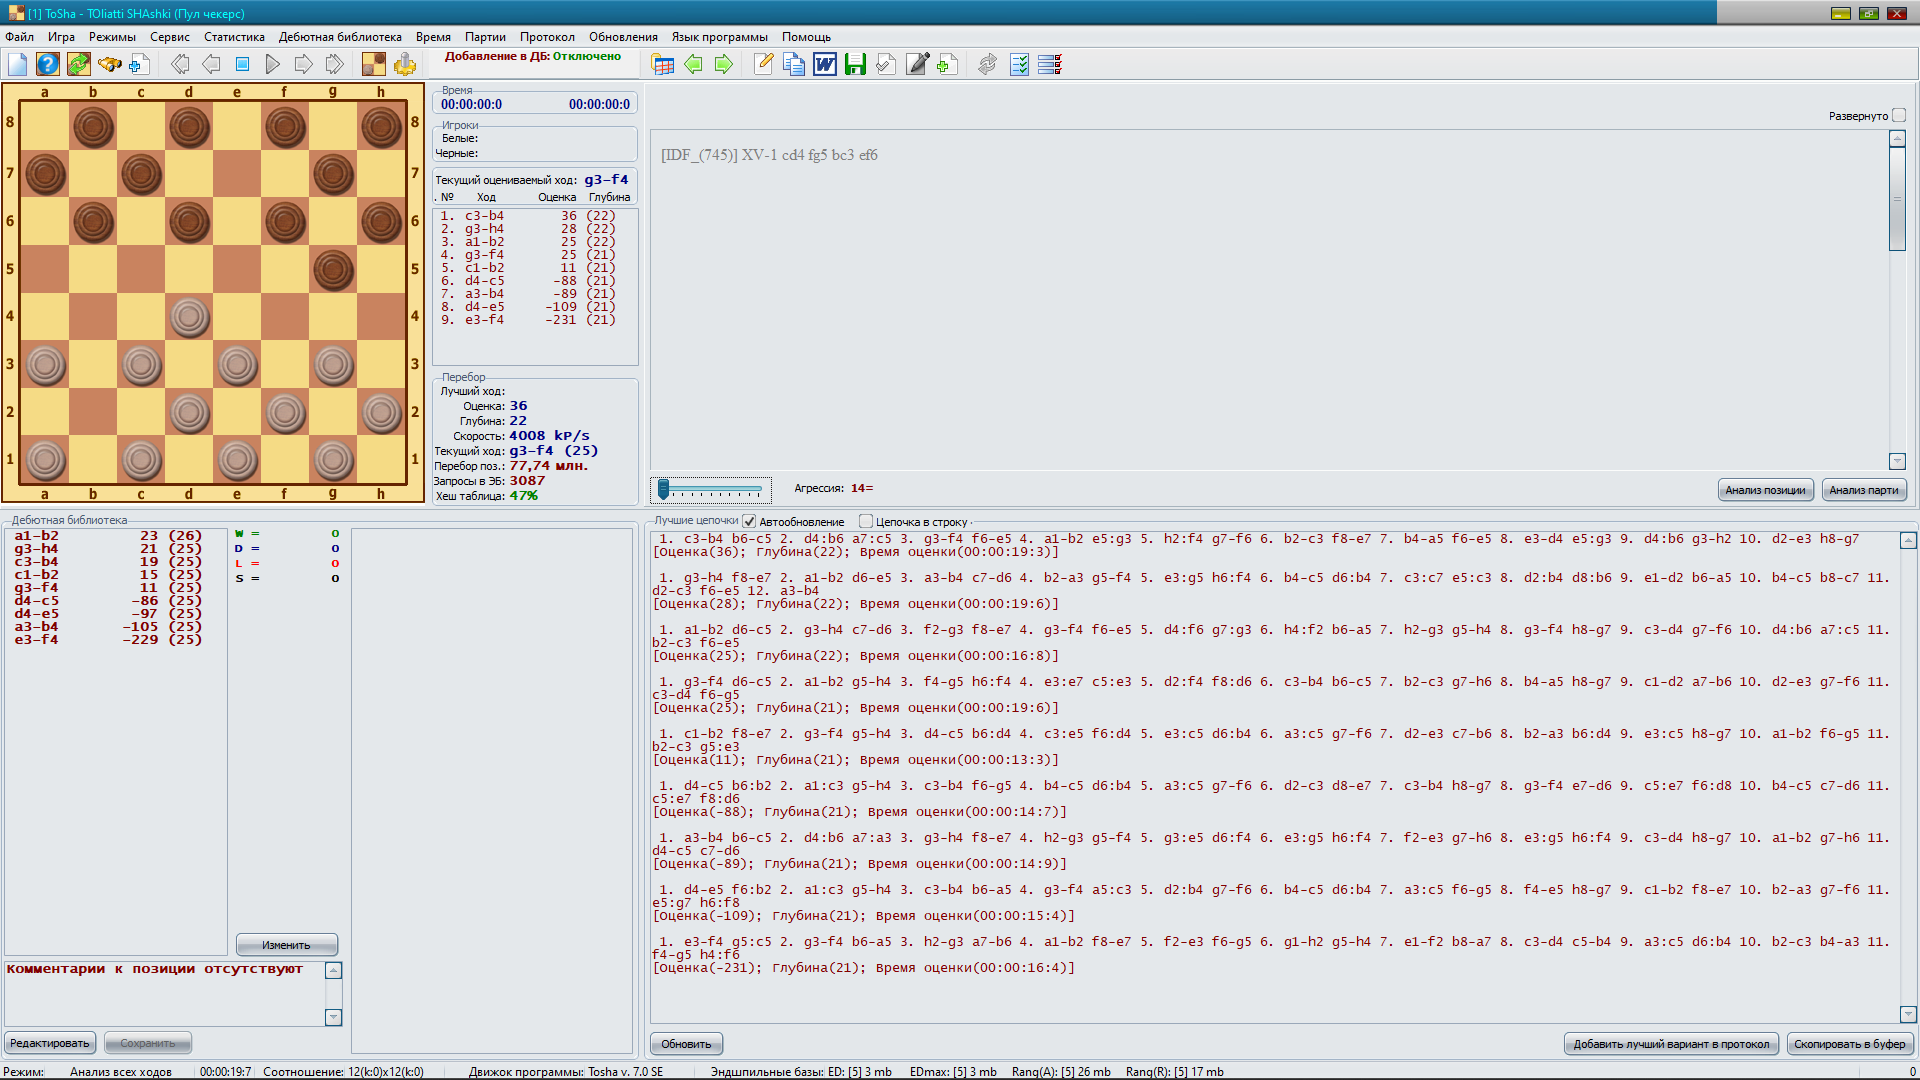 [1] ToSha - TOliatti SHAshki (Пул чекерс)
Файл Игра Режимы Сервис Статистика Дебютная библиотека Время Партии Протокол Обновления Язык программы Помощь
Добавление в ДБ: Отключено
a b c d e f g h
8 8
7 7
6 6
5 5
4 4
3 3
2 2
1 1
a b c d e f g h
Время
00:00:00:0 00:00:00:0
Игроки
Белые:
Черные:
Текущий оцениваемый ход: g3-f4
. № Ход Оценка Глубина
1. c3-b4 36 (22)
2. g3-h4 28 (22)
3. a1-b2 25 (22)
4. g3-f4 25 (21)
5. c1-b2 11 (21)
6. d4-c5 -88 (21)
7. a3-b4 -89 (21)
8. d4-e5 -109 (21)
9. e3-f4 -231 (21)
Перебор
Лучший ход:
Оценка: 36
Глубина: 22
Скорость: 4008 kP/s
Текущий ход: g3-f4 (25)
Перебор поз.: 77,74 млн.
Запросы в ЭБ: 3087
Хеш таблица: 47%
Развернуто
[IDF_(745)] XV-1 cd4 fg5 bc3 ef6
Агрессия: 14=
Анализ позиции Анализ парти
Дебютная библиотека
a1-b2 23 (26)
g3-h4 21 (25)
c3-b4 19 (25)
c1-b2 15 (25)
g3-f4 11 (25)
d4-c5 -86 (25)
d4-e5 -97 (25)
a3-b4 -105 (25)
e3-f4 -229 (25)
W = 0
D = 0
L = 0
S = 0
Изменить
Комментарии к позиции отсутствуют
Редактировать Сохранить
Лучшие цепочки Автообновление Цепочка в строку
1. c3-b4 b6-c5 2. d4:b6 a7:c5 3. g3-f4 f6-e5 4. a1-b2 e5:g3 5. h2:f4 g7-f6 6. b2-c3 f8-e7 7. b4-a5 f6-e5 8. e3-d4 e5:g3 9. d4:b6 g3-h2 10. d2-e3 h8-g7
[Оценка(36); Глубина(22); Время оценки(00:00:19:3)]
1. g3-h4 f8-e7 2. a1-b2 d6-e5 3. a3-b4 c7-d6 4. b2-a3 g5-f4 5. e3:g5 h6:f4 6. b4-c5 d6:b4 7. c3:c7 e5:c3 8. d2:b4 d8:b6 9. e1-d2 b6-a5 10. b4-c5 b8-c7 11.
d2-c3 f6-e5 12. a3-b4
[Оценка(28); Глубина(22); Время оценки(00:00:19:6)]
1. a1-b2 d6-c5 2. g3-h4 c7-d6 3. f2-g3 f8-e7 4. g3-f4 f6-e5 5. d4:f6 g7:g3 6. h4:f2 b6-a5 7. h2-g3 g5-h4 8. g3-f4 h8-g7 9. c3-d4 g7-f6 10. d4:b6 a7:c5 11.
b2-c3 f6-e5
[Оценка(25); Глубина(22); Время оценки(00:00:16:8)]
1. g3-f4 d6-c5 2. a1-b2 g5-h4 3. f4-g5 h6:f4 4. e3:e7 c5:e3 5. d2:f4 f8:d6 6. c3-b4 b6-c5 7. b2-c3 g7-h6 8. b4-a5 h8-g7 9. c1-d2 a7-b6 10. d2-e3 g7-f6 11.
c3-d4 f6-g5
[Оценка(25); Глубина(21); Время оценки(00:00:19:6)]
1. c1-b2 f8-e7 2. g3-f4 g5-h4 3. d4-c5 b6:d4 4. c3:e5 f6:d4 5. e3:c5 d6:b4 6. a3:c5 g7-f6 7. d2-e3 c7-b6 8. b2-a3 b6:d4 9. e3:c5 h8-g7 10. a1-b2 f6-g5 11.
b2-c3 g5:e3
[Оценка(11); Глубина(21); Время оценки(00:00:13:3)]
1. d4-c5 b6:b2 2. a1:c3 g5-h4 3. c3-b4 f6-g5 4. b4-c5 d6:b4 5. a3:c5 g7-f6 6. d2-c3 d8-e7 7. c3-b4 h8-g7 8. g3-f4 e7-d6 9. c5:e7 f6:d8 10. b4-c5 c7-d6 11.
c5:e7 f8:d6
[Оценка(-88); Глубина(21); Время оценки(00:00:14:7)]
1. a3-b4 b6-c5 2. d4:b6 a7:a3 3. g3-h4 f8-e7 4. h2-g3 g5-f4 5. g3:e5 d6:f4 6. e3:g5 h6:f4 7. f2-e3 g7-h6 8. e3:g5 h6:f4 9. c3-d4 h8-g7 10. a1-b2 g7-h6 11.
d4-c5 c7-d6
[Оценка(-89); Глубина(21); Время оценки(00:00:14:9)]
1. d4-e5 f6:b2 2. a1:c3 g5-h4 3. c3-b4 b6-a5 4. g3-f4 a5:c3 5. d2:b4 g7-f6 6. b4-c5 d6:b4 7. a3:c5 f6-g5 8. f4-e5 h8-g7 9. c1-b2 f8-e7 10. b2-a3 g7-f6 11.
e5:g7 h6:f8
[Оценка(-109); Глубина(21); Время оценки(00:00:15:4)]
1. e3-f4 g5:c5 2. g3-f4 b6-a5 3. h2-g3 a7-b6 4. a1-b2 f8-e7 5. f2-e3 f6-g5 6. g1-h2 g5-h4 7. e1-f2 b8-a7 8. c3-d4 c5-b4 9. a3:c5 d6:b4 10. b2-c3 b4-a3 11.
f4-g5 h4:f6
[Оценка(-231); Глубина(21); Время оценки(00:00:16:4)]
Обновить Добавить лучший вариант в протокол Скопировать в буфер
Режим: Анализ всех ходов 00:00:19:7 Соотношение: 12(k:0)x12(k:0) Движок программы: Tosha v. 7.0 SE Эндшпильные базы: ED: [5] 3 mb EDmax: [5] 3 mb Rang(A): [5] 26 mb Rang(R): [5] 17 mb 0